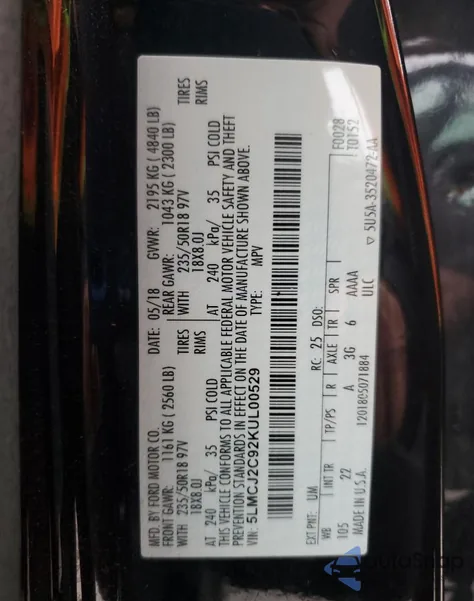 MFD. BY FORD MOTOR CO. DATE: 05/18 GVWR: 2195 KG ( 4840 LB)
FRONT GAWR: 1161 KG ( 2560 LB) REAR GAWR: 1043 KG ( 2300 LB)
WITH 235/50R18 97V TIRES WITH 235/50R18 97V TIRES
18X8.0J RIMS 18X8.0J RIMS
AT 240 kPa/ 35 PSI COLD AT 240 kPa/ 35 PSI COLD
THIS VEHICLE CONFORMS TO ALL APPLICABLE FEDERAL MOTOR VEHICLE SAFETY AND THEFT
PREVENTION STANDARDS IN EFFECT ON THE DATE OF MANUFACTURE SHOWN ABOVE.
VIN: 5LMCJ2C92KUL00529 TYPE: MPV
F0028
T0152
EXT PNT: UM RC: 25 DSO:
WB INT TR TP/PS R AXLE TR SPR
105 22 A 3G 6 AAAA
MADE IN U.S.A. 1201805071884 ULC
5U5A-3520472-AA
AutoSnap